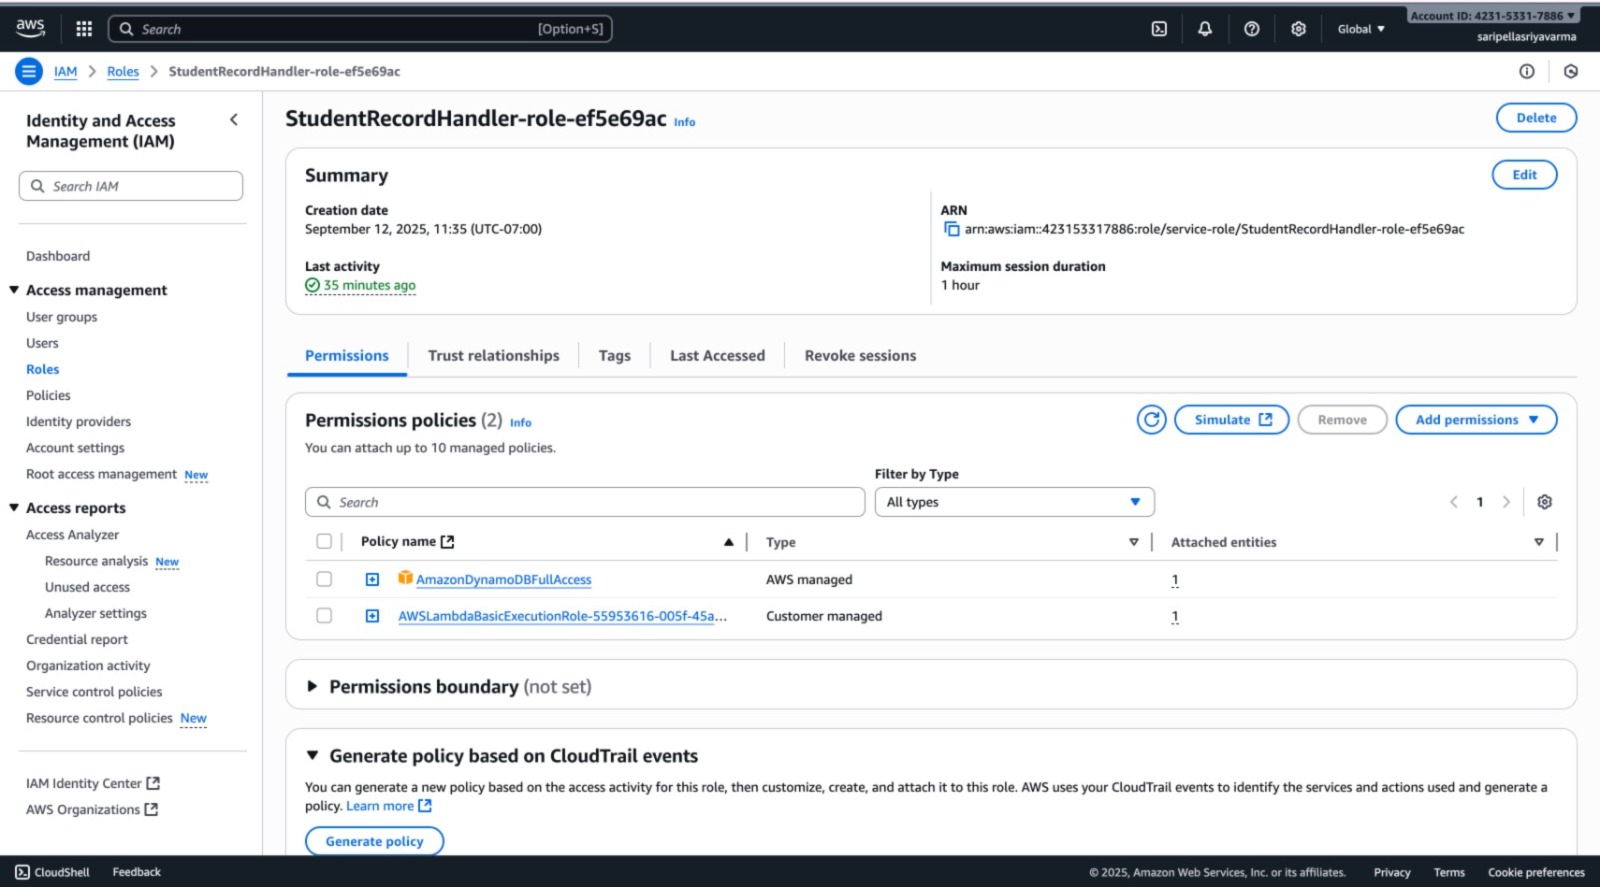 aws
Search [Option+S]
Global
Account ID: 4231-5331-7886
saripellasriyavarma
IAM > Roles > StudentRecordHandler-role-ef5e69ac
Identity and Access
Management (IAM)
Search IAM
Dashboard
Access management
User groups
Users
Roles
Policies
Identity providers
Account settings
Root access management New
Access reports
Access Analyzer
Resource analysis New
Unused access
Analyzer settings
Credential report
Organization activity
Service control policies
Resource control policies New
IAM Identity Center
AWS Organizations
StudentRecordHandler-role-ef5e69ac Info
Delete
Summary
Edit
Creation date
September 12, 2025, 11:35 (UTC-07:00)
ARN
arn:aws:iam::423153317886:role/service-role/StudentRecordHandler-role-ef5e69ac
Last activity
35 minutes ago
Maximum session duration
1 hour
Permissions Trust relationships Tags Last Accessed Revoke sessions
Permissions policies (2) Info
Simulate Remove Add permissions
You can attach up to 10 managed policies.
Filter by Type
Search All types 1
Policy name Type Attached entities
AmazonDynamoDBFullAccess AWS managed 1
AWSLambdaBasicExecutionRole-55953616-005f-45a... Customer managed 1
Permissions boundary (not set)
Generate policy based on CloudTrail events
You can generate a new policy based on the access activity for this role, then customize, create, and attach it to this role. AWS uses your CloudTrail events to identify the services and actions used and generate a
policy. Learn more
Generate policy
CloudShell Feedback © 2025, Amazon Web Services, Inc. or its affiliates. Privacy Terms Cookie preferences